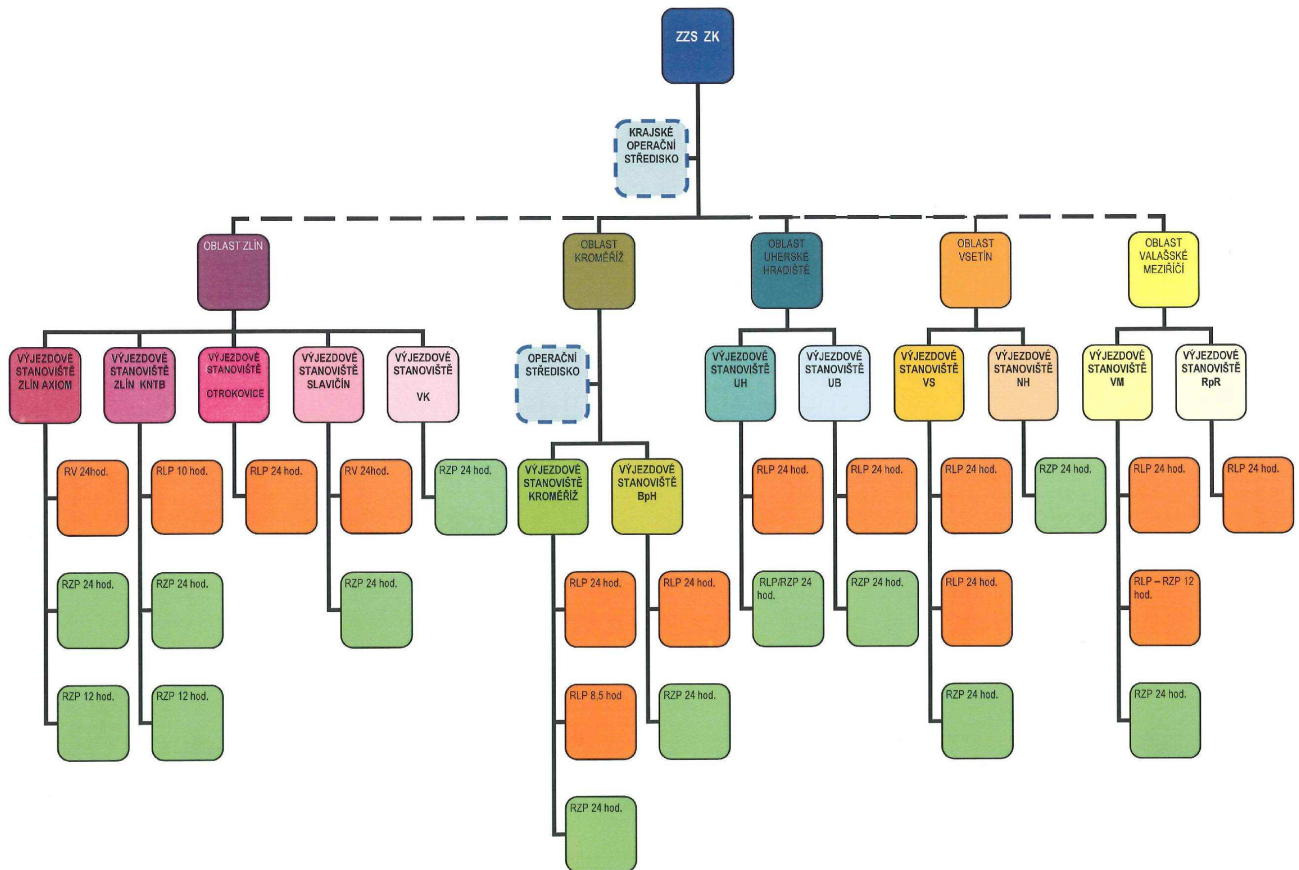 ZZS ZK
KRAJSKÉ
OPERAČNÍ
STŘEDISKO
OBLAST ZLÍN
OBLAST
KROMĚŘÍŽ
OBLAST
UHERSKÉ
HRADIŠTĚ
OBLAST
VSETÍN
OBLAST
VALAŠSKÉ
MEZIŘÍČÍ
VÝJEZDOVÉ
STANOVIŠTĚ
ZLÍN AXIOM
VÝJEZDOVÉ
STANOVIŠTĚ
ZLÍN KNTB
VÝJEZDOVÉ
STANOVIŠTĚ
OTROKOVICE
VÝJEZDOVÉ
STANOVIŠTĚ
SLAVIČÍN
VÝJEZDOVÉ
STANOVIŠTĚ
VK
OPERAČNÍ
STŘEDISKO
VÝJEZDOVÉ
STANOVIŠTĚ
UH
VÝJEZDOVÉ
STANOVIŠTĚ
UB
VÝJEZDOVÉ
STANOVIŠTĚ
VS
VÝJEZDOVÉ
STANOVIŠTĚ
NH
VÝJEZDOVÉ
STANOVIŠTĚ
VM
VÝJEZDOVÉ
STANOVIŠTĚ
RpR
RV 24hod.
RLP 10 hod.
RLP 24 hod.
RV 24hod.
RZP 24 hod.
VÝJEZDOVÉ
STANOVIŠTĚ
KROMĚŘÍŽ
VÝJEZDOVÉ
STANOVIŠTĚ
BpH
RLP 24 hod.
RLP 24 hod.
RLP 24 hod.
RZP 24 hod.
RLP 24 hod.
RLP 24 hod.
RZP 24 hod.
RZP 24 hod.
RZP 24 hod.
RLP 24 hod.
RLP 24 hod.
RLP/RZP 24
hod.
RZP 24 hod.
RLP 24 hod.
RLP – RZP 12
hod.
RZP 12 hod.
RZP 12 hod.
RLP 8,5 hod
RZP 24 hod.
RZP 24 hod.
RZP 24 hod.
RZP 24 hod.